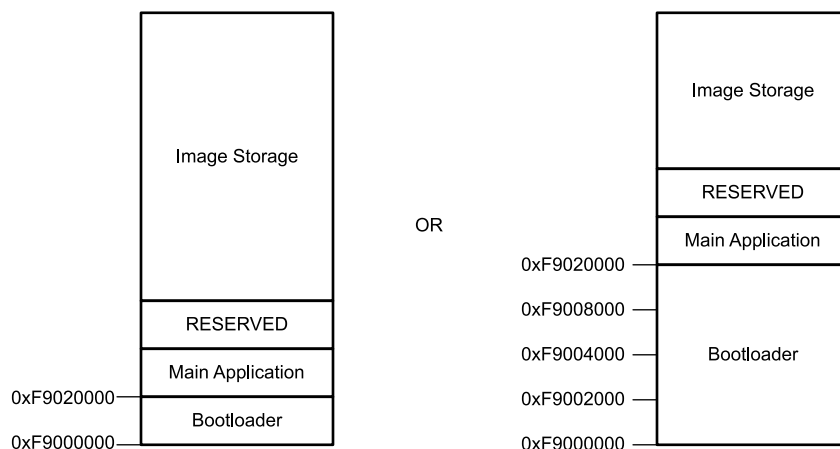 Image Storage
RESERVED
Main Application
0xF9020000
Bootloader
0xF9000000
OR
Image Storage
RESERVED
Main Application
0xF9020000
0xF9008000
0xF9004000
Bootloader
0xF9002000
0xF9000000